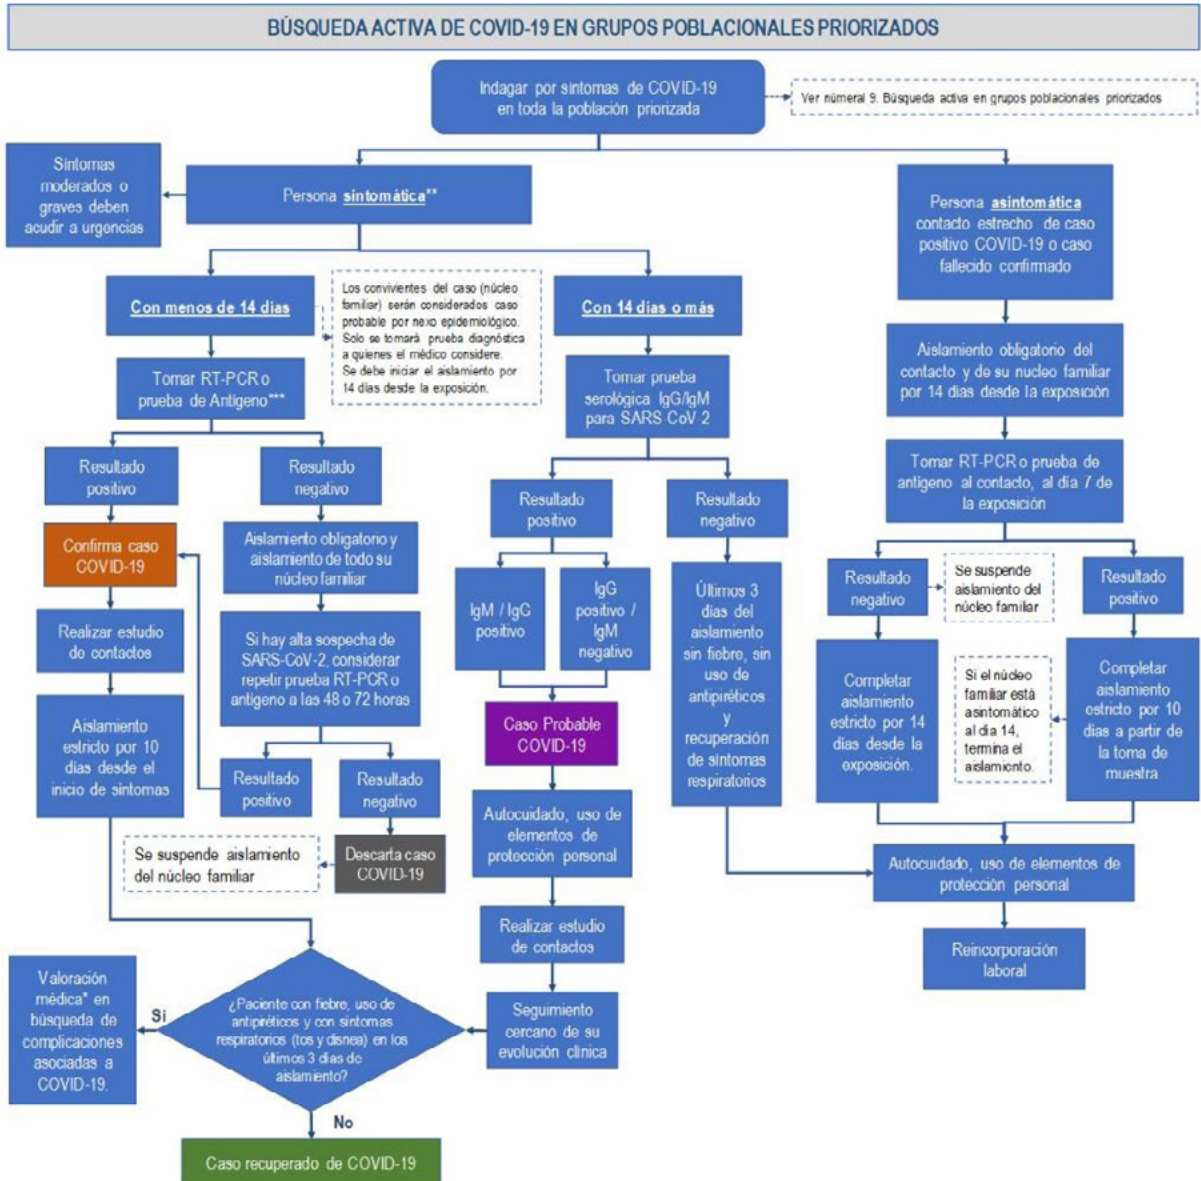 BÚSQUEDA ACTIVA DE COVID-19 EN GRUPOS POBLACIONALES PRIORIZADOS
Indagar por síntomas de COVID-19
en toda la población priorizada
Ver númeral 9. Búsqueda activa en grupos poblacionales priorizados
Síntomas
moderados o
graves deben
acudir a urgencias
Persona sintomática**
Persona asintomática
contacto estrecho de caso
positivo COVID-19 o caso
fallecido confirmado
Con menos de 14 días
Los convivientes del caso (núcleo
familiar) serán considerados caso
probable por nexo epidemiológico.
Solo se tomará prueba diagnóstica
a quienes el médico considere.
Se debe iniciar el aislamiento por
14 días desde la exposición.
Con 14 días o más
Tomar RT-PCR o
prueba de Antígeno***
Tomar prueba
serológica IgG/IgM
para SARS-CoV-2
Aislamiento obligatorio del
contacto y de su nucleo familiar
por 14 días desde la exposición
Resultado
positivo
Resultado
negativo
Resultado
positivo
Resultado
negativo
Tomar RT-PCR o prueba de
antígeno al contacto, al día 7 de
la exposición
Confirma caso
COVID-19
Aislamiento obligatorio y
aislamiento de todo su
núcleo familiar
IgM / IgG
positivo
IgG
positivo /
IgM
negativo
Últimos 3
días del
aislamiento
sin fiebre, sin
uso de
antipiréticos
y
recuperación
de síntomas
respiratorios
Resultado
negativo
Se suspende
aislamiento del
núcleo familiar
Resultado
positivo
Realizar estudio
de contactos
Si hay alta sospecha de
SARS-CoV-2, considerar
repetir prueba RT-PCR o
antígeno a las 48 o 72 horas
Completar
aislamiento
estricto por 14
días desde la
exposición.
Si el núcleo
familiar está
asintomático
al día 14,
termina el
aislamiento.
Completar
aislamiento
estricto por 10
días a partir de
la toma de
muestra
Aislamiento
estricto por 10
días desde el
inicio de síntomas
Caso Probable
COVID-19
Resultado
positivo
Resultado
negativo
Autocuidado, uso de
elementos de
protección personal
Se suspende aislamiento
del núcleo familiar
Descarta caso
COVID-19
Autocuidado, uso de elementos de
protección personal
Realizar estudio
de contactos
Reincorporación
laboral
Valoración
médica* en
búsqueda de
complicaciones
asociadas a
COVID-19.
Si
¿Paciente con fiebre, uso de
antipiréticos y con síntomas
respiratorios (tos y disnea) en los
últimos 3 días de
aislamiento?
Seguimiento
cercano de su
evolución clínica
No
Caso recuperado de COVID-19